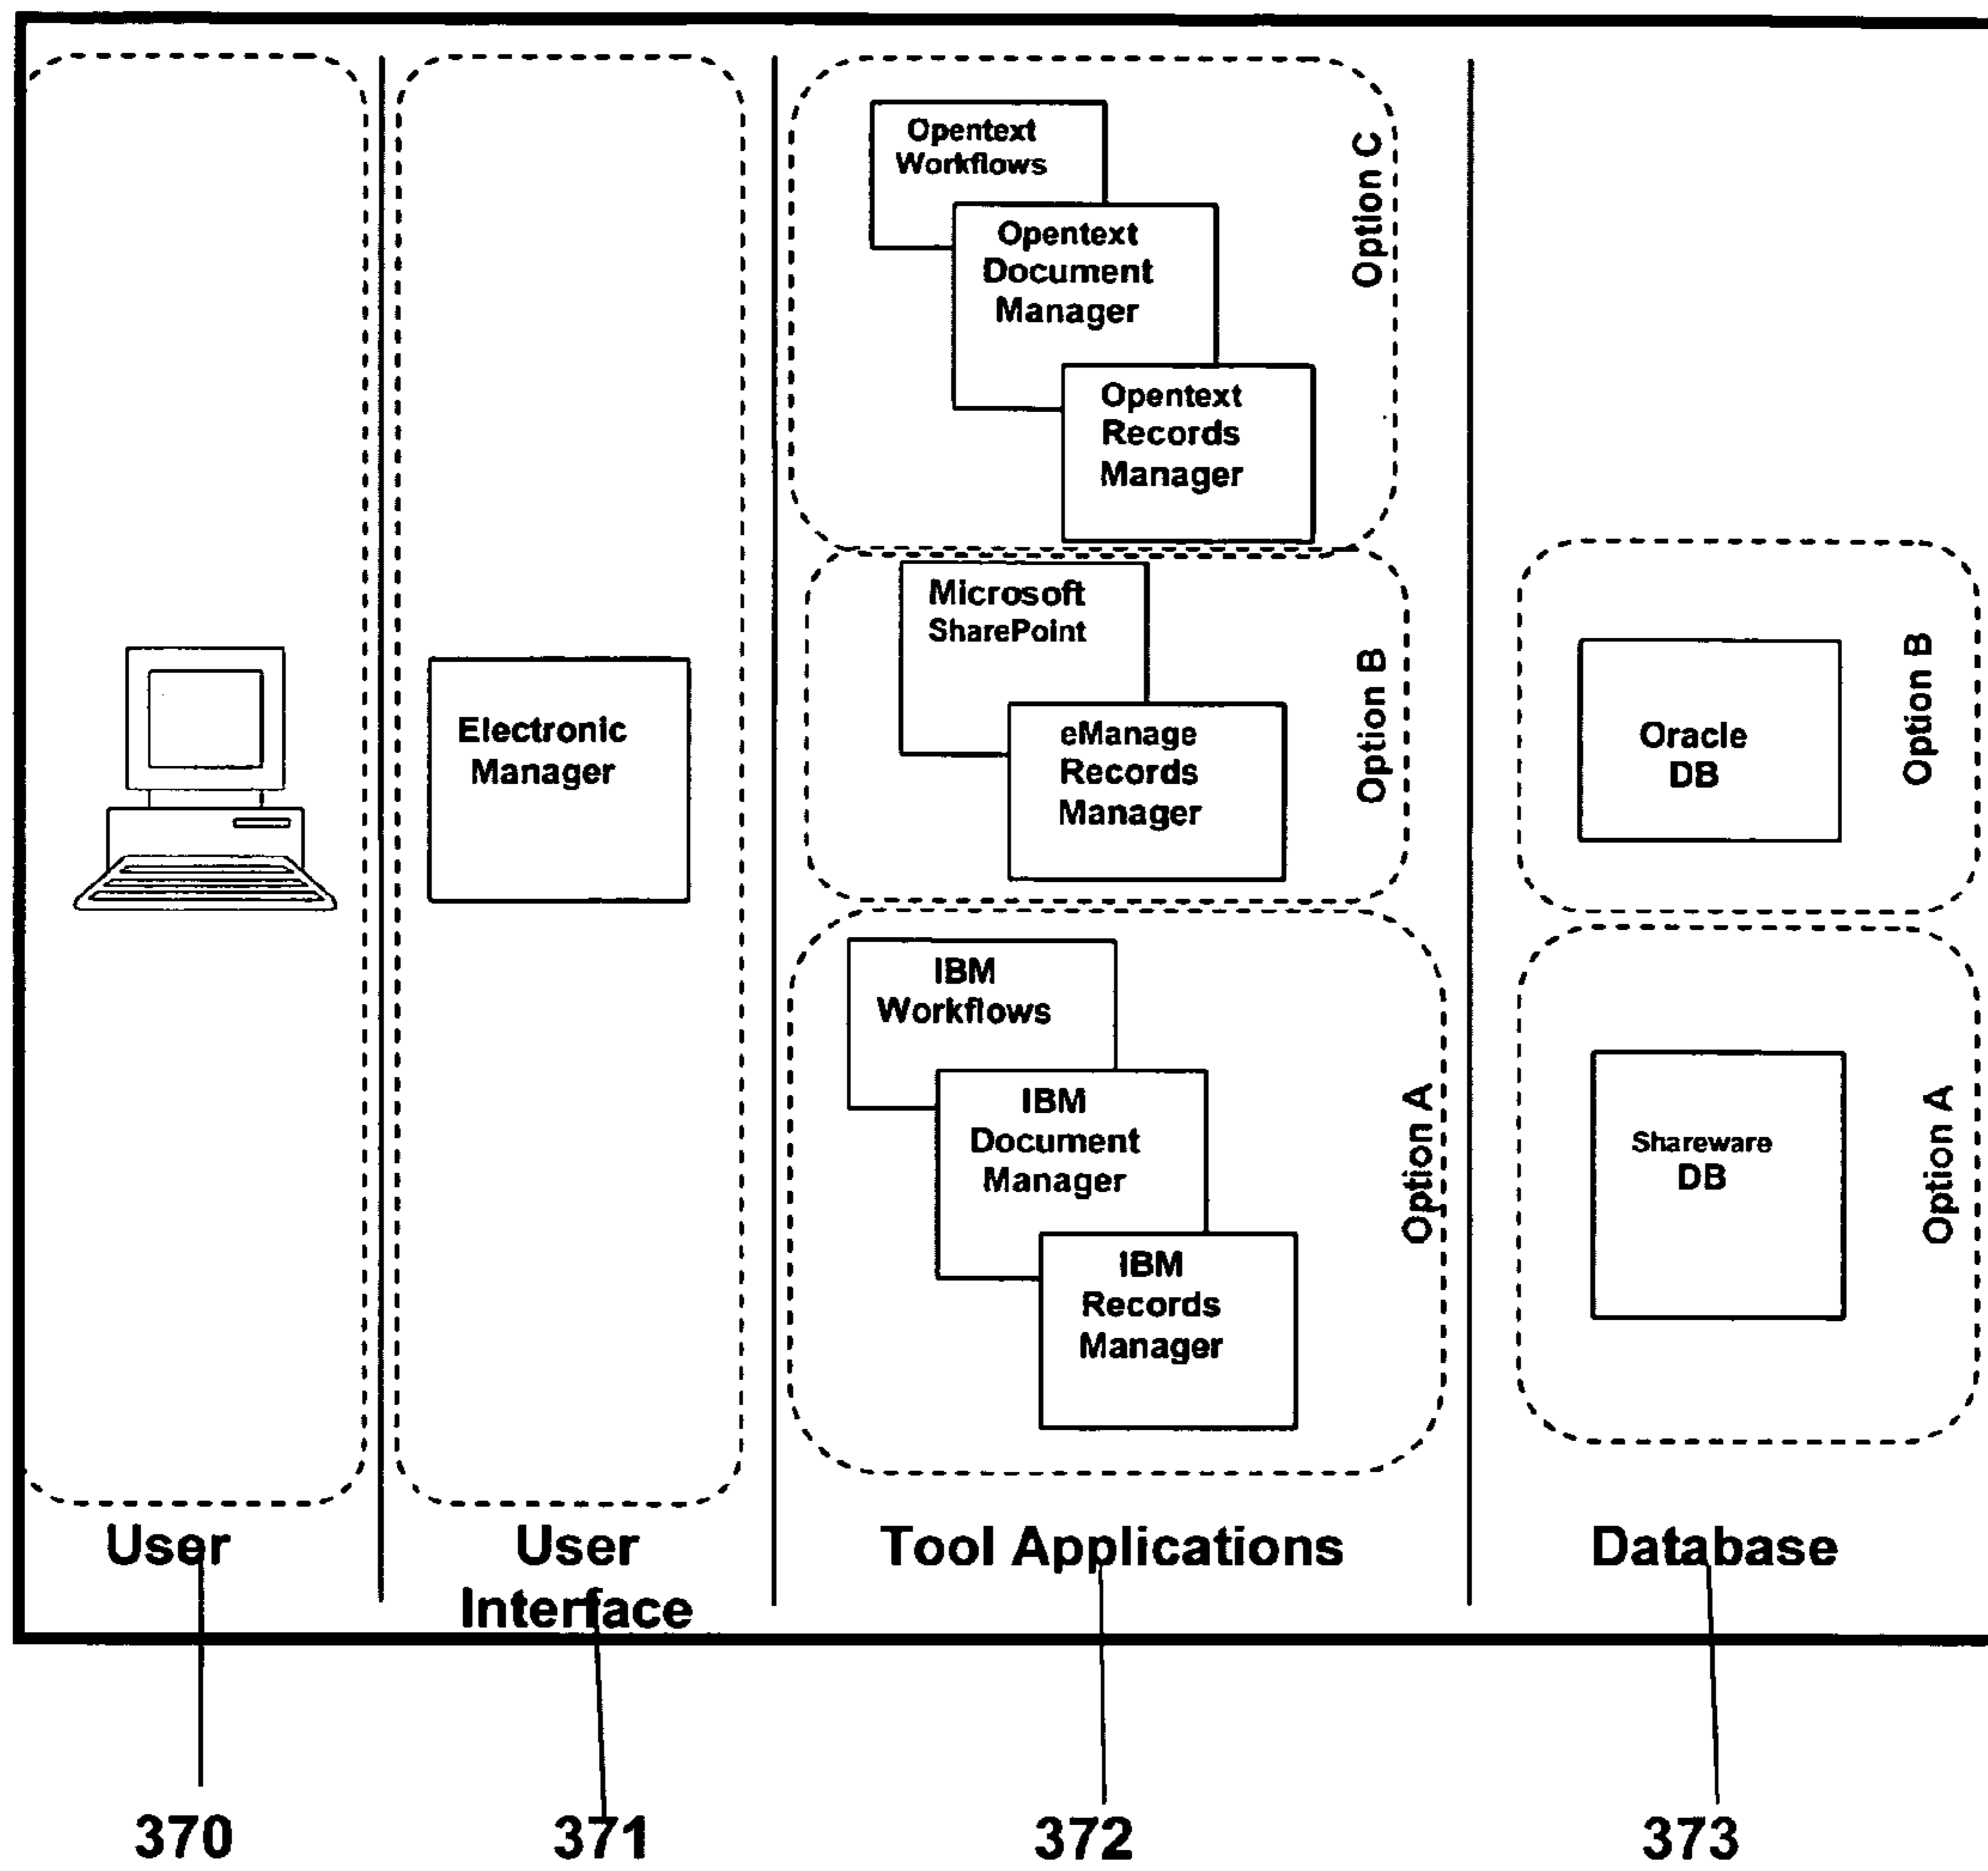 Electronic
Manager
Opentext
Workflows
Opentext
Document
Manager
Opentext
Records
Manager
Option C
Microsoft
SharePoint
eManage
Records
Manager
Option B
IBM
Workflows
IBM
Document
Manager
IBM
Records
Manager
Option A
Oracle
DB
Option B
Shareware
DB
Option A
User
User
Interface
Tool Applications
Database
370
371
372
373